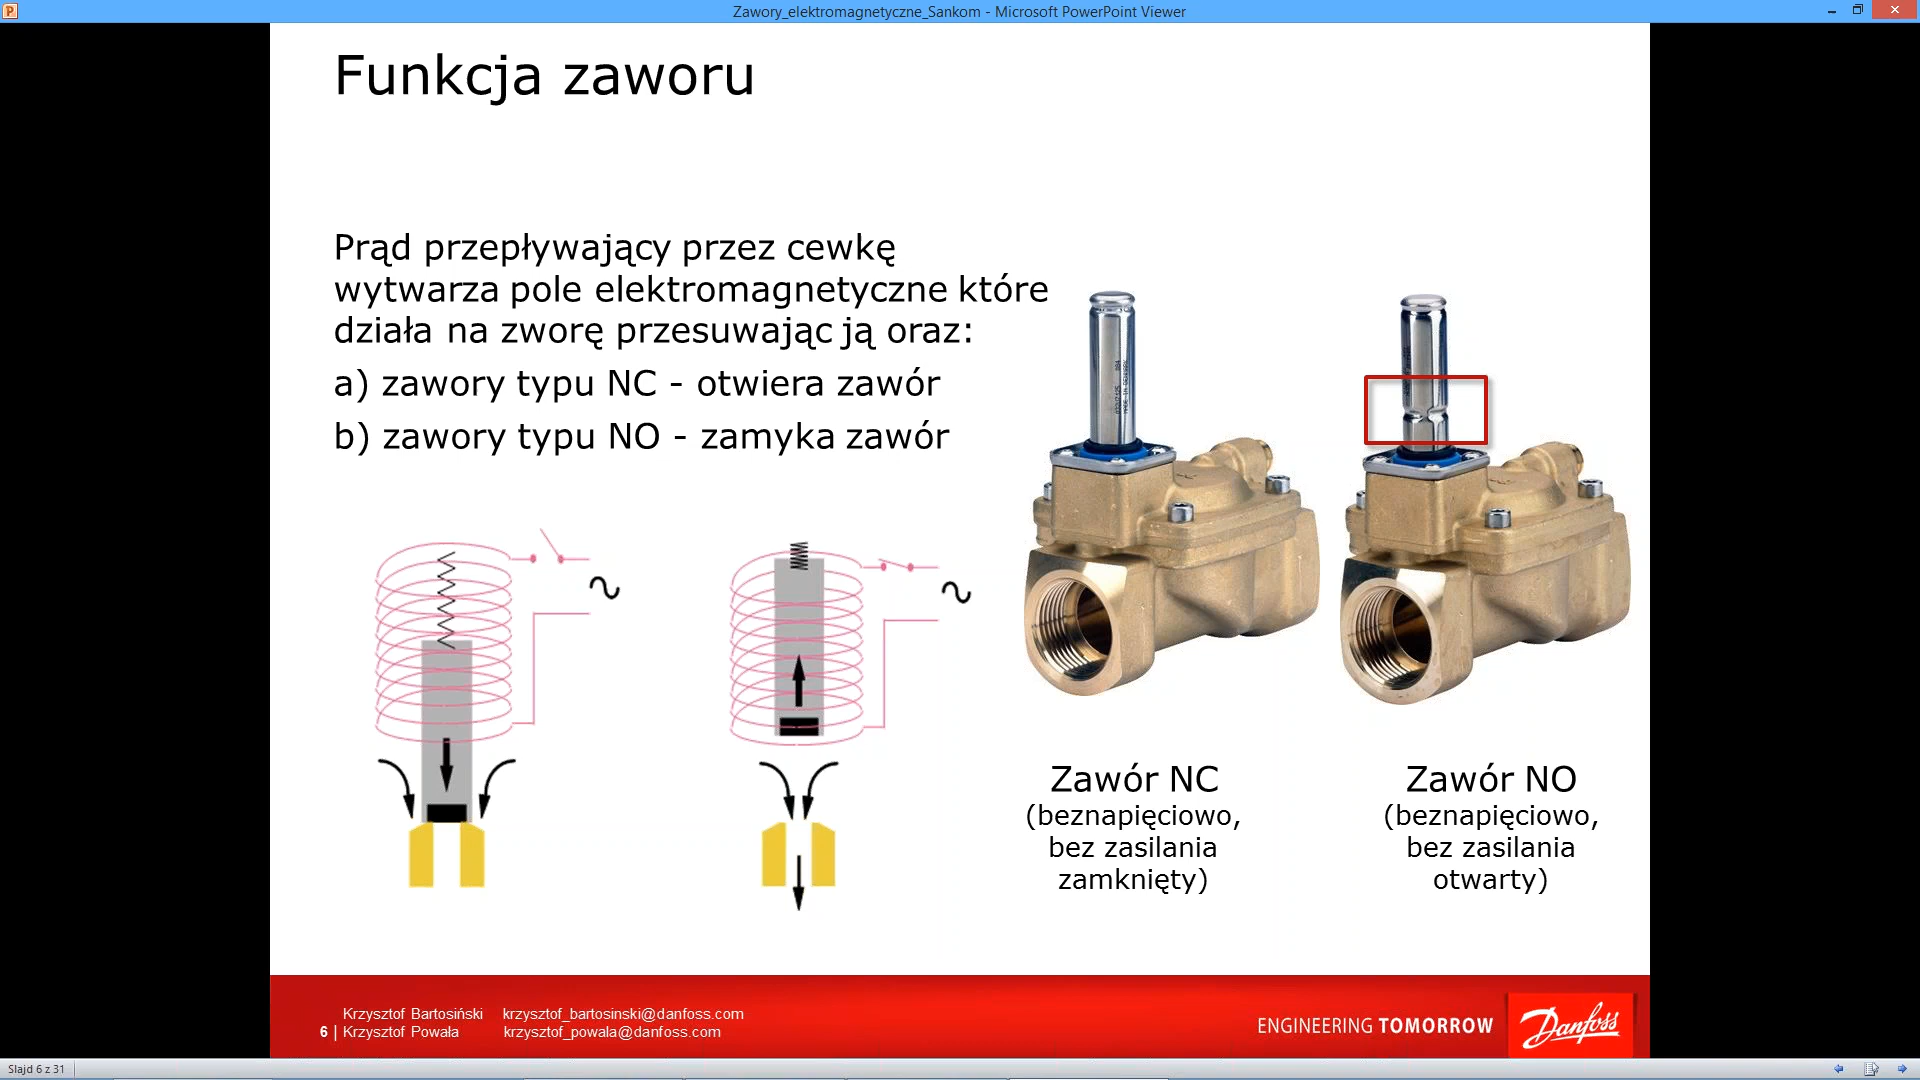 Zawory_elektromagnetyczne_Sankom - Microsoft PowerPoint Viewer
Funkcja zaworu
Prąd przepływający przez cewkę
wytwarza pole elektromagnetyczne które
działa na zworę przesuwając ją oraz:
a) zawory typu NC - otwiera zawór
b) zawory typu NO - zamyka zawór
Zawór NC
(beznapięciowo,
bez zasilania
zamknięty)
Zawór NO
(beznapięciowo,
bez zasilania
otwarty)
Krzysztof Bartosiński krzysztof_bartosinski@danfoss.com
6 | Krzysztof Powała krzysztof_powala@danfoss.com
ENGINEERING TOMORROW
Danfoss
Slajd 6 z 31